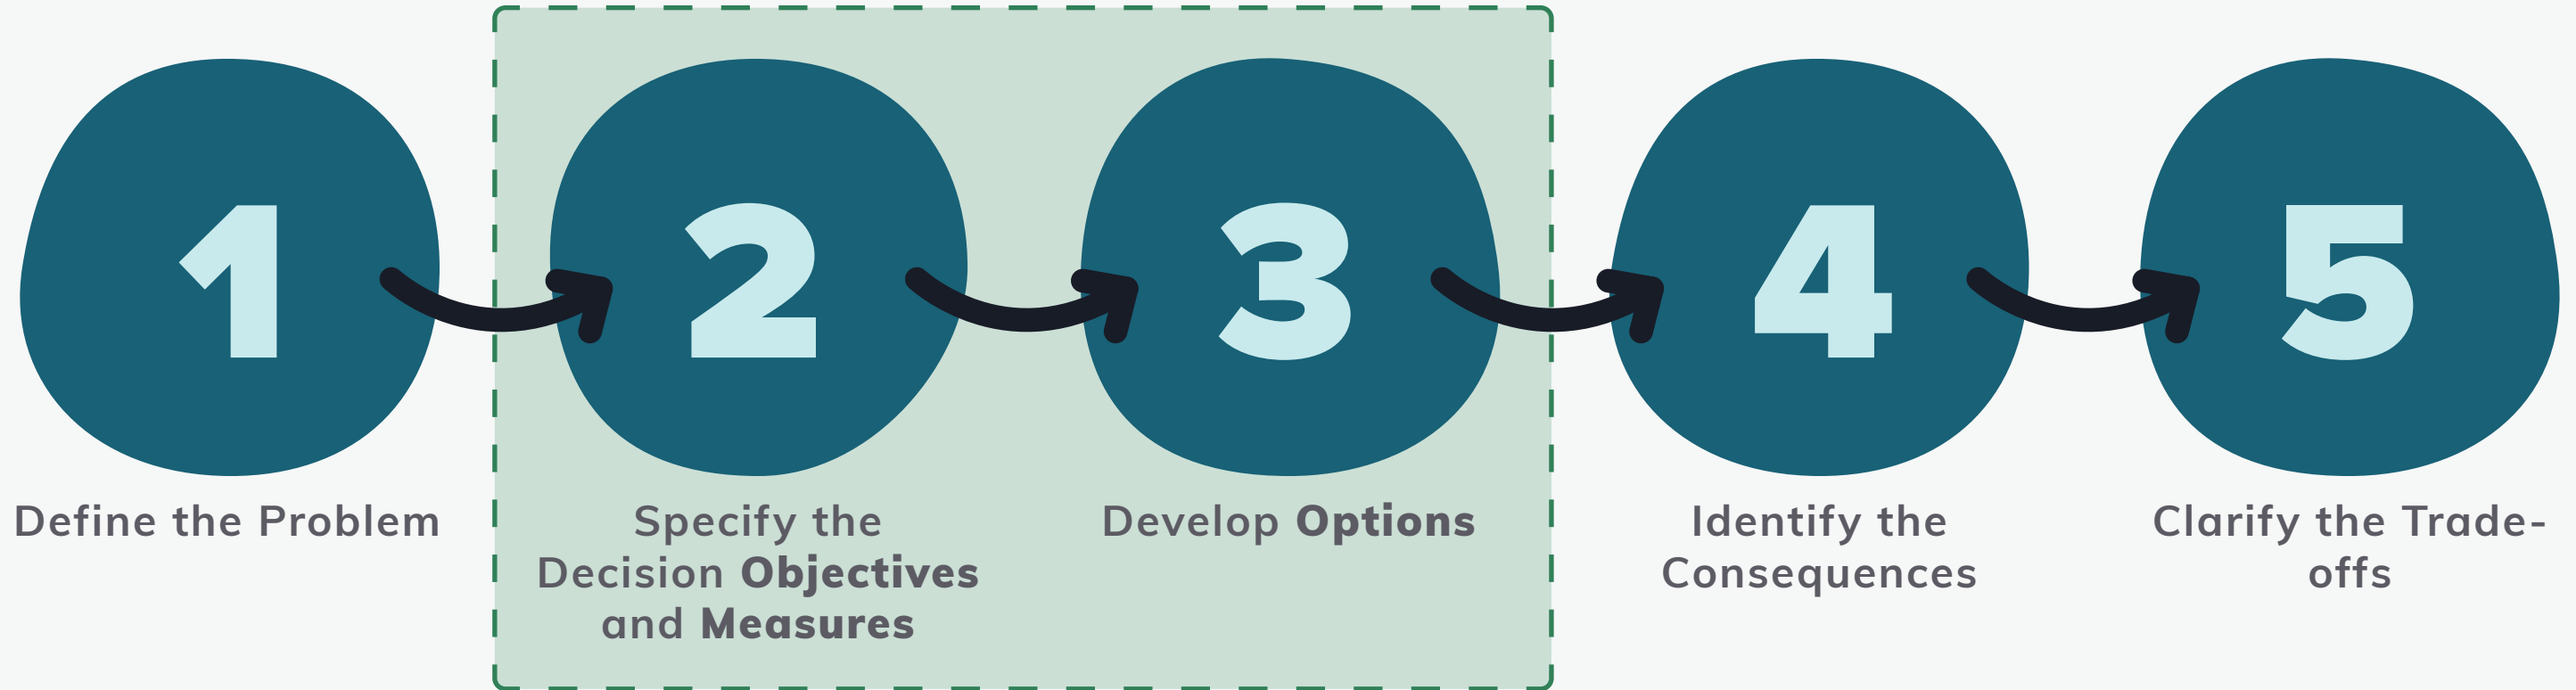 1
2
3
4
5
Define the Problem
Specify the
Decision Objectives
and Measures
Develop Options
Identify the
Consequences
Clarify the Trade-
offs